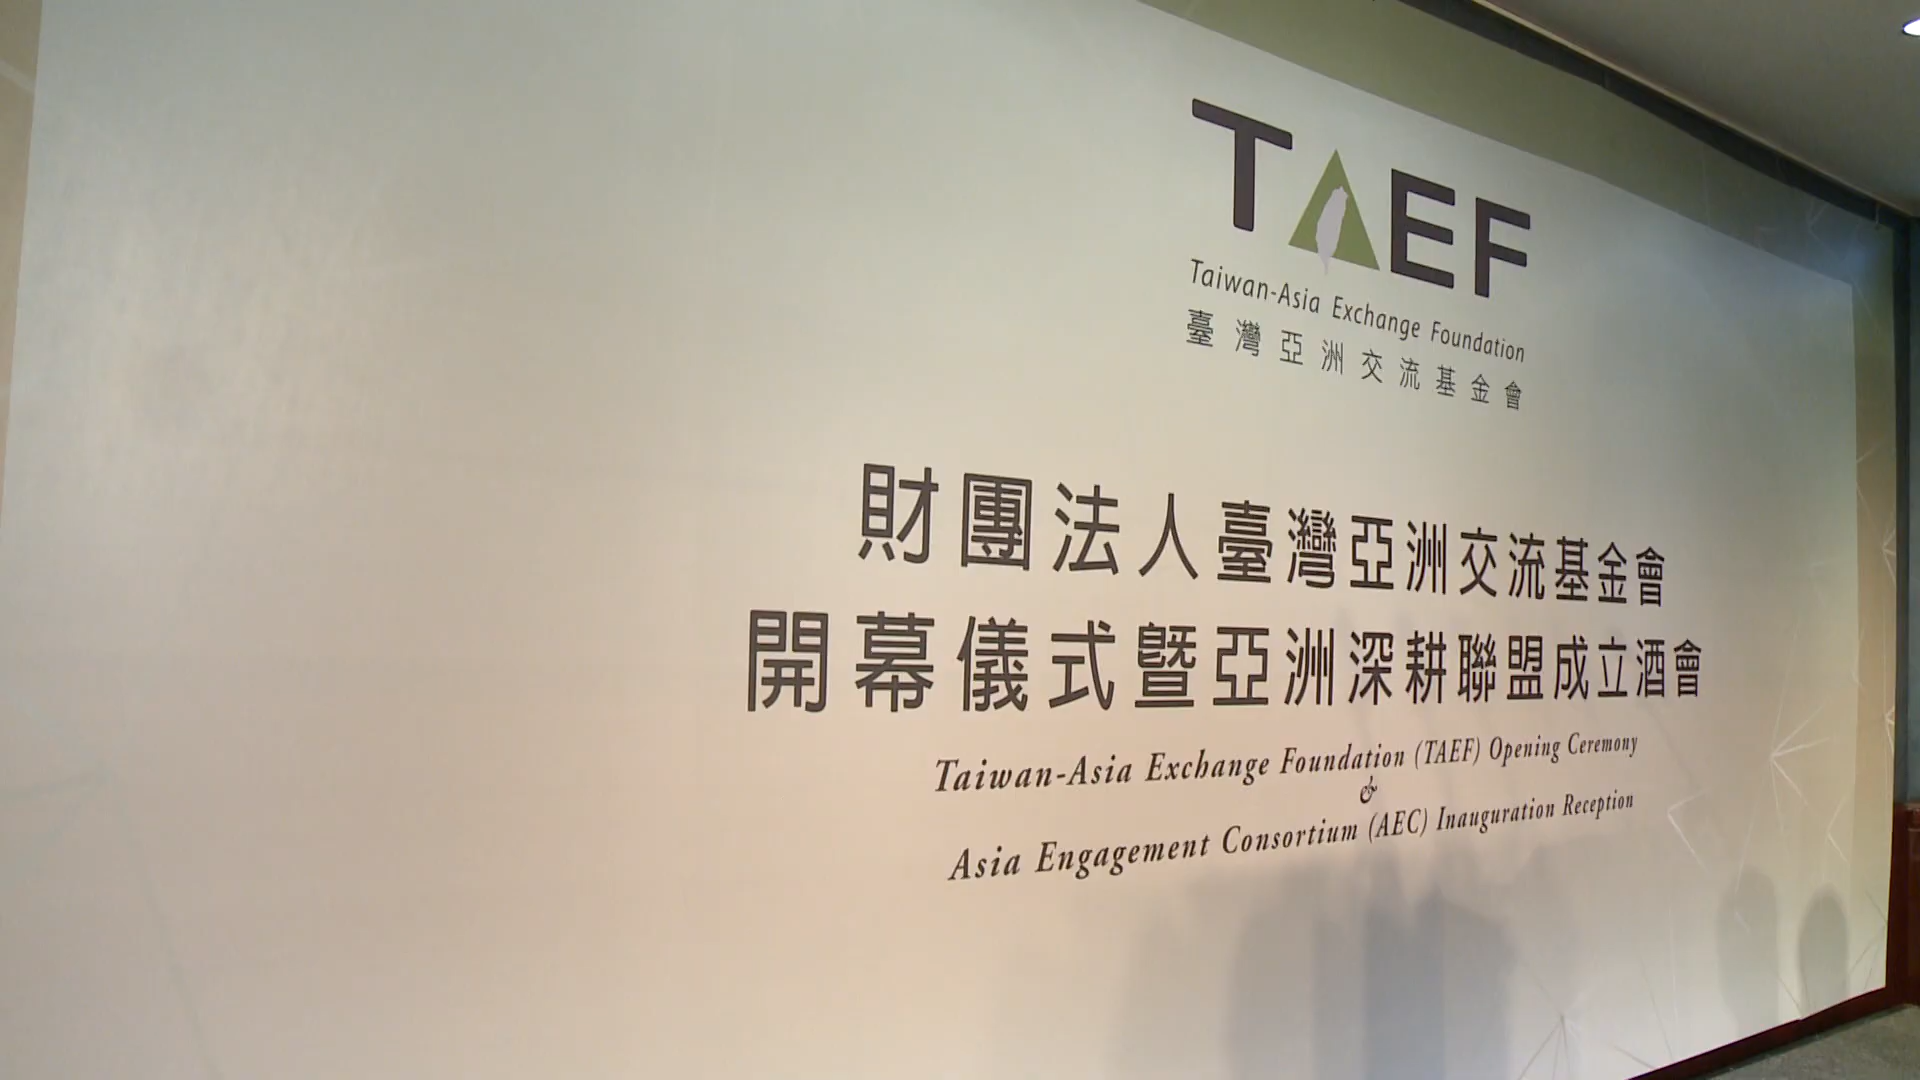 TAEF
Taiwan-Asia Exchange Foundation
臺灣亞洲交流基金會
財團法人臺灣亞洲交流基金會
開幕儀式暨亞洲深耕聯盟成立酒會
Taiwan-Asia Exchange Foundation (TAEF) Opening Ceremony
&
Asia Engagement Consortium (AEC) Inauguration Reception